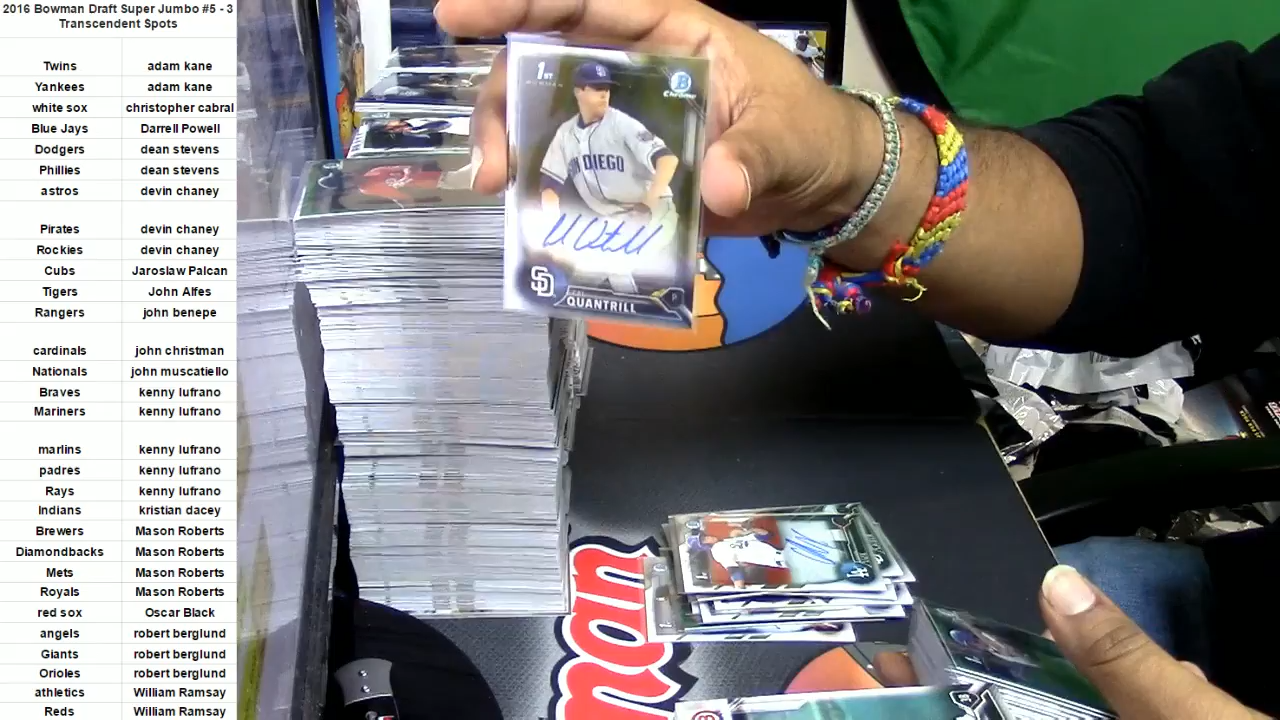 2016 Bowman Draft Super Jumbo #5 - 3
Transcendent Spots
Twins adam kane
Yankees adam kane
white sox christopher cabral
Blue Jays Darrell Powell
Dodgers dean stevens
Phillies dean stevens
astros devin chaney
Pirates devin chaney
Rockies devin chaney
Cubs Jaroslaw Palcan
Tigers John Alfes
Rangers john benepe
cardinals john christman
Nationals john muscatiello
Braves kenny lufrano
Mariners kenny lufrano
marlins kenny lufrano
padres kenny lufrano
Rays kenny lufrano
Indians kristian dacey
Brewers Mason Roberts
Diamondbacks Mason Roberts
Mets Mason Roberts
Royals Mason Roberts
red sox Oscar Black
angels robert berglund
Giants robert berglund
Orioles robert berglund
athletics William Ramsay
Reds William Ramsay
1ST
BOWMAN
B
Chrome
SAN DIEGO
SD
CAL
QUANTRILL
P
LA